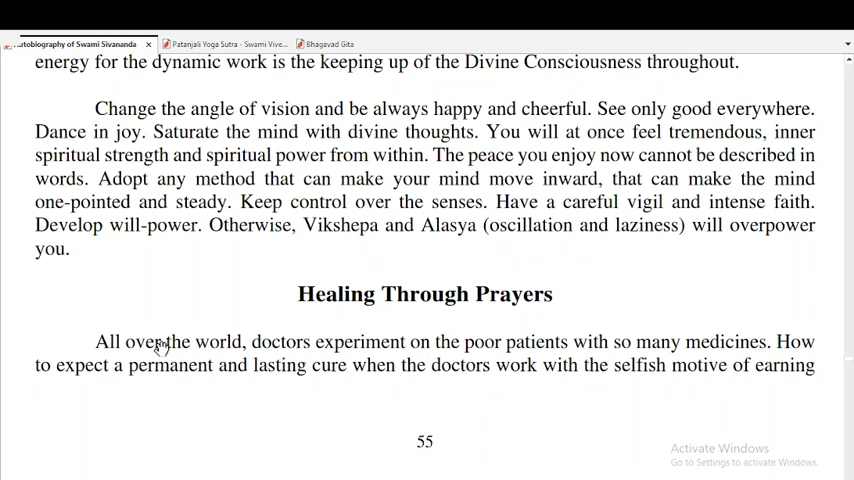 utobiography of Swami Sivananda × Patanjali Yoga Sutra - Swami Vive... Bhagavad Gita
energy for the dynamic work is the keeping up of the Divine Consciousness throughout.
Change the angle of vision and be always happy and cheerful. See only good everywhere.
Dance in joy. Saturate the mind with divine thoughts. You will at once feel tremendous, inner
spiritual strength and spiritual power from within. The peace you enjoy now cannot be described in
words. Adopt any method that can make your mind move inward, that can make the mind
one-pointed and steady. Keep control over the senses. Have a careful vigil and intense faith.
Develop will-power. Otherwise, Vikshepa and Alasya (oscillation and laziness) will overpower
you.
Healing Through Prayers
All over the world, doctors experiment on the poor patients with so many medicines. How
to expect a permanent and lasting cure when the doctors work with the selfish motive of earning
55
Activate Windows
Go to Settings to activate Windows.